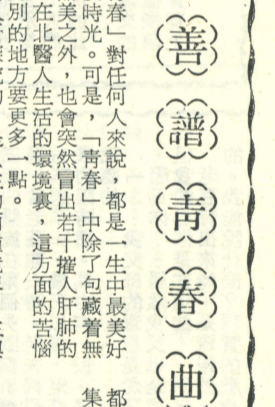 善譜靑春曲
春」對任何人來說，都是一生中最美好
時光。可是，「靑春」中除了包藏着無
美之外，也會突然冒出若干摧人肝肺的
在北醫人生活的環境裏，這方面的苦惱
別的地方要更多一點。
都
集